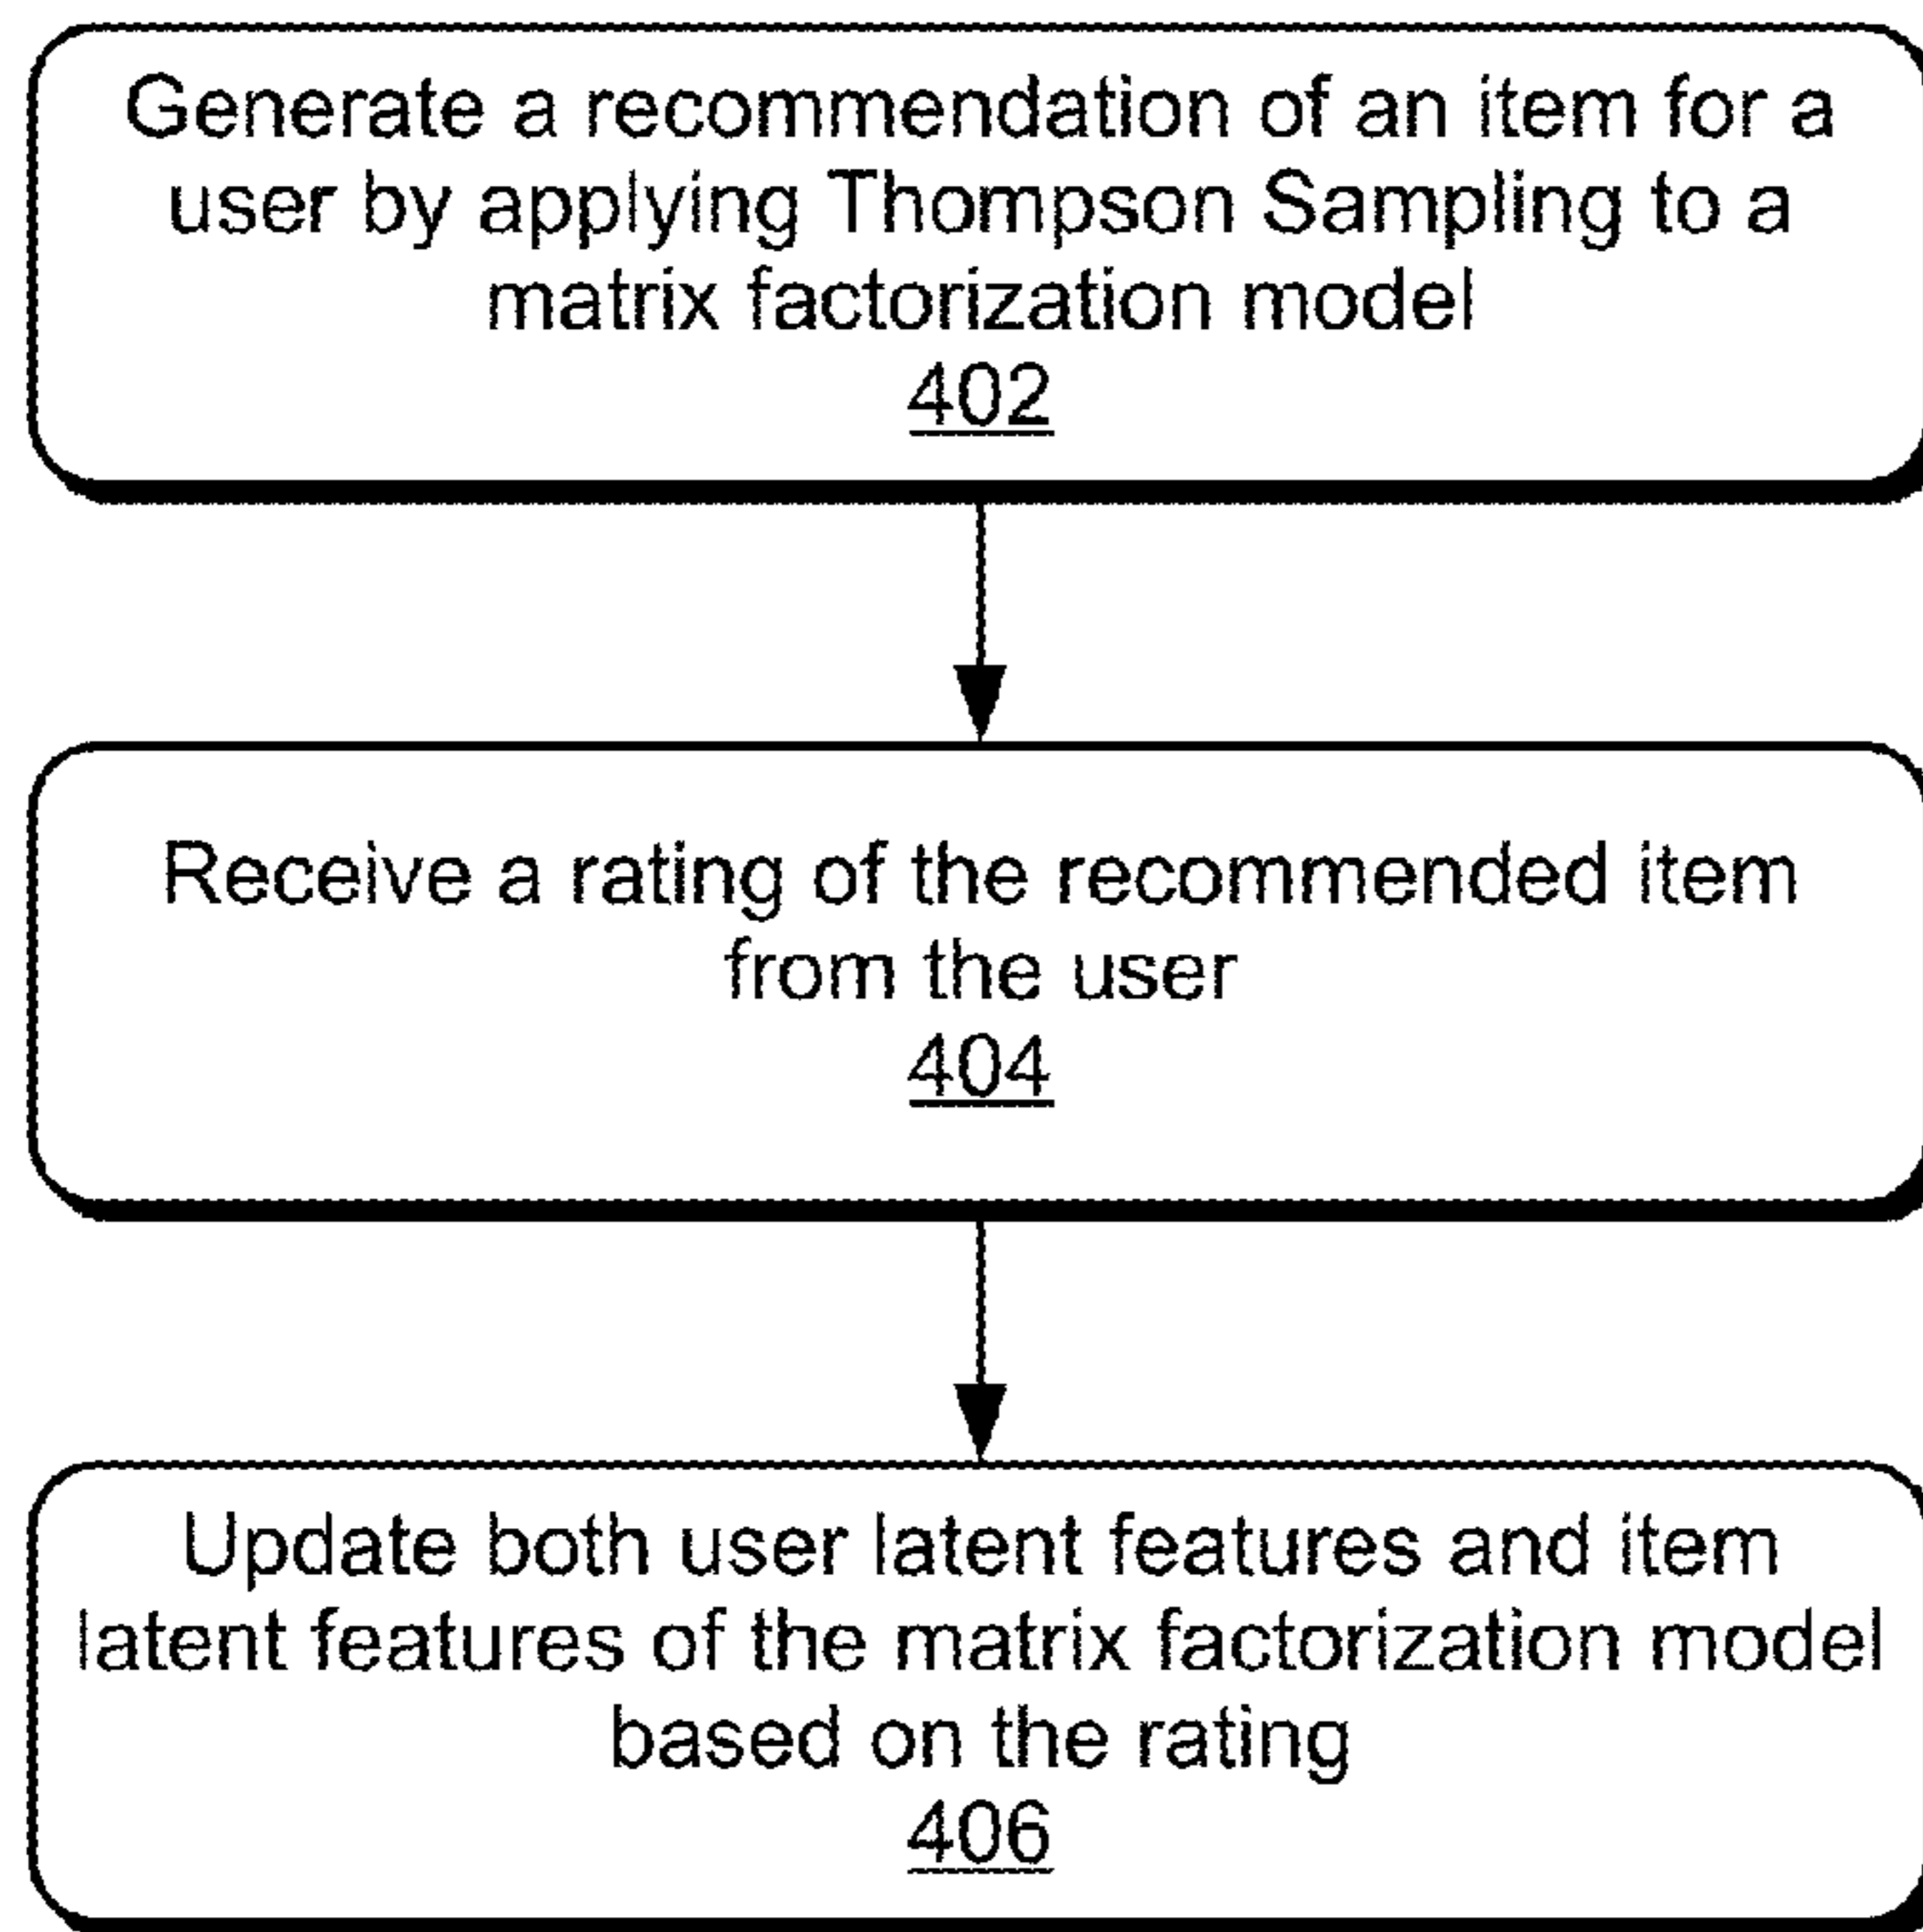 Generate a recommendation of an item for a
user by applying Thompson Sampling to a
matrix factorization model
402
Receive a rating of the recommended item
from the user
404
Update both user latent features and item
latent features of the matrix factorization model
based on the rating
406